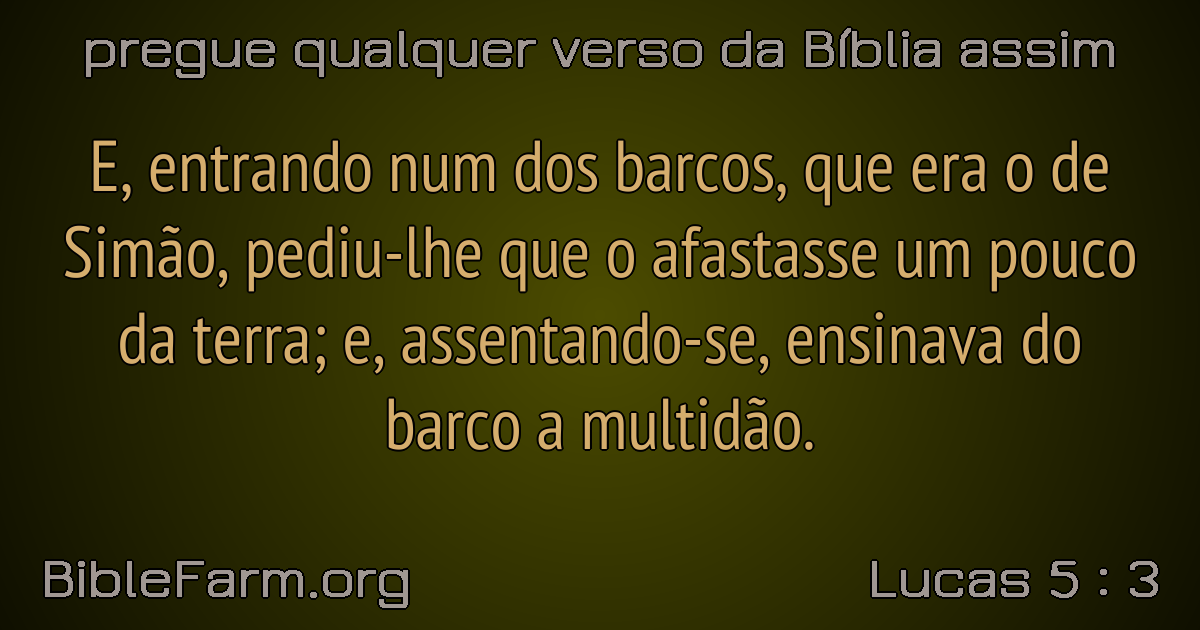 pregue qualquer verso da Bíblia assim
E, entrando num dos barcos, que era o de
Simão, pediu-lhe que o afastasse um pouco
da terra; e, assentando-se, ensinava do
barco a multidão.
BibleFarm.org
Lucas 5 : 3